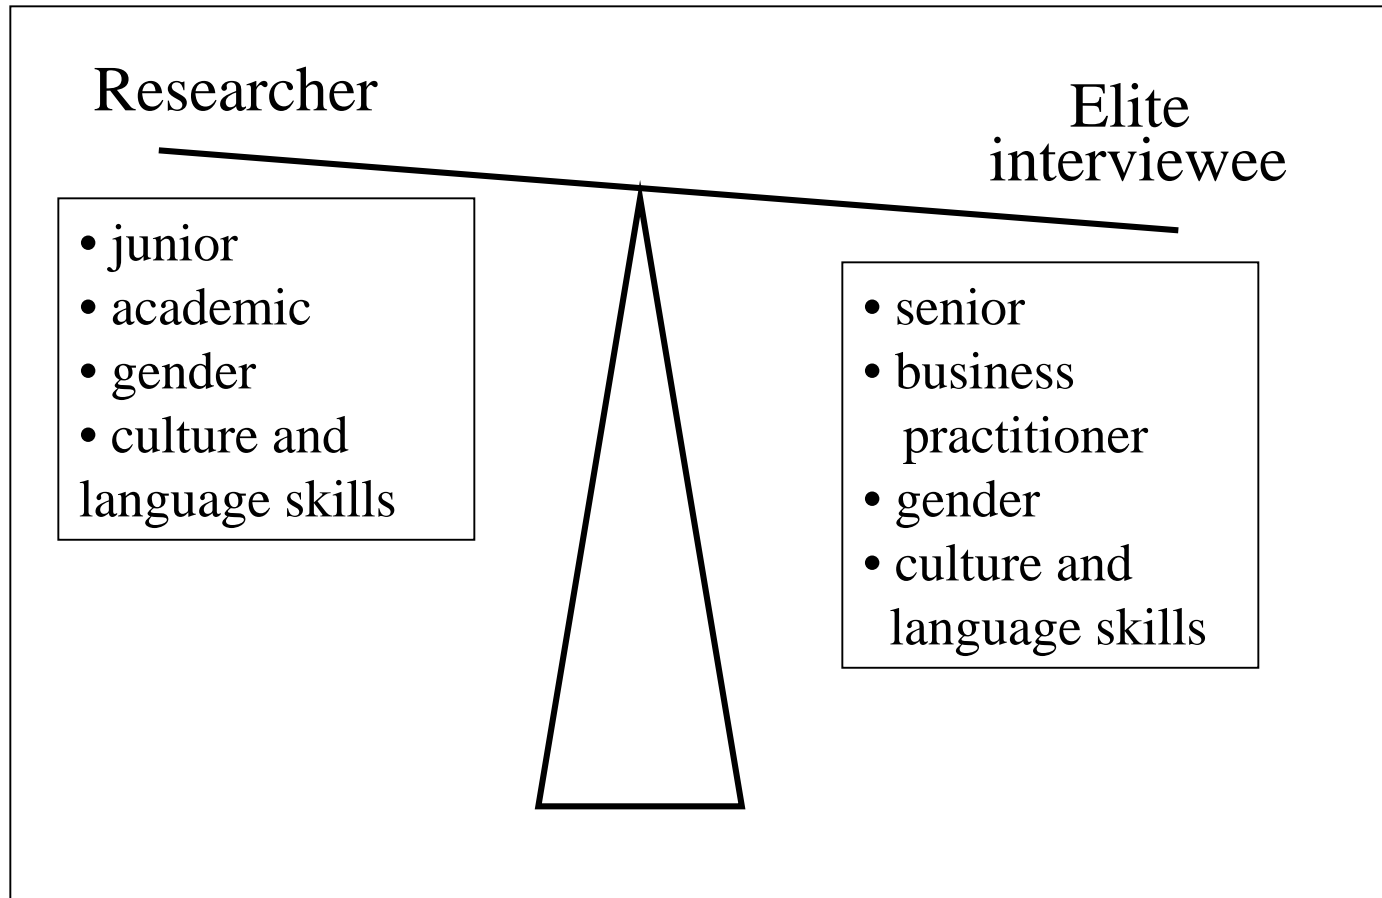 Researcher
• junior
• academic
• gender
• culture and
language skills
Elite
interviewee
• senior
• business
practitioner
• gender
• culture and
language skills